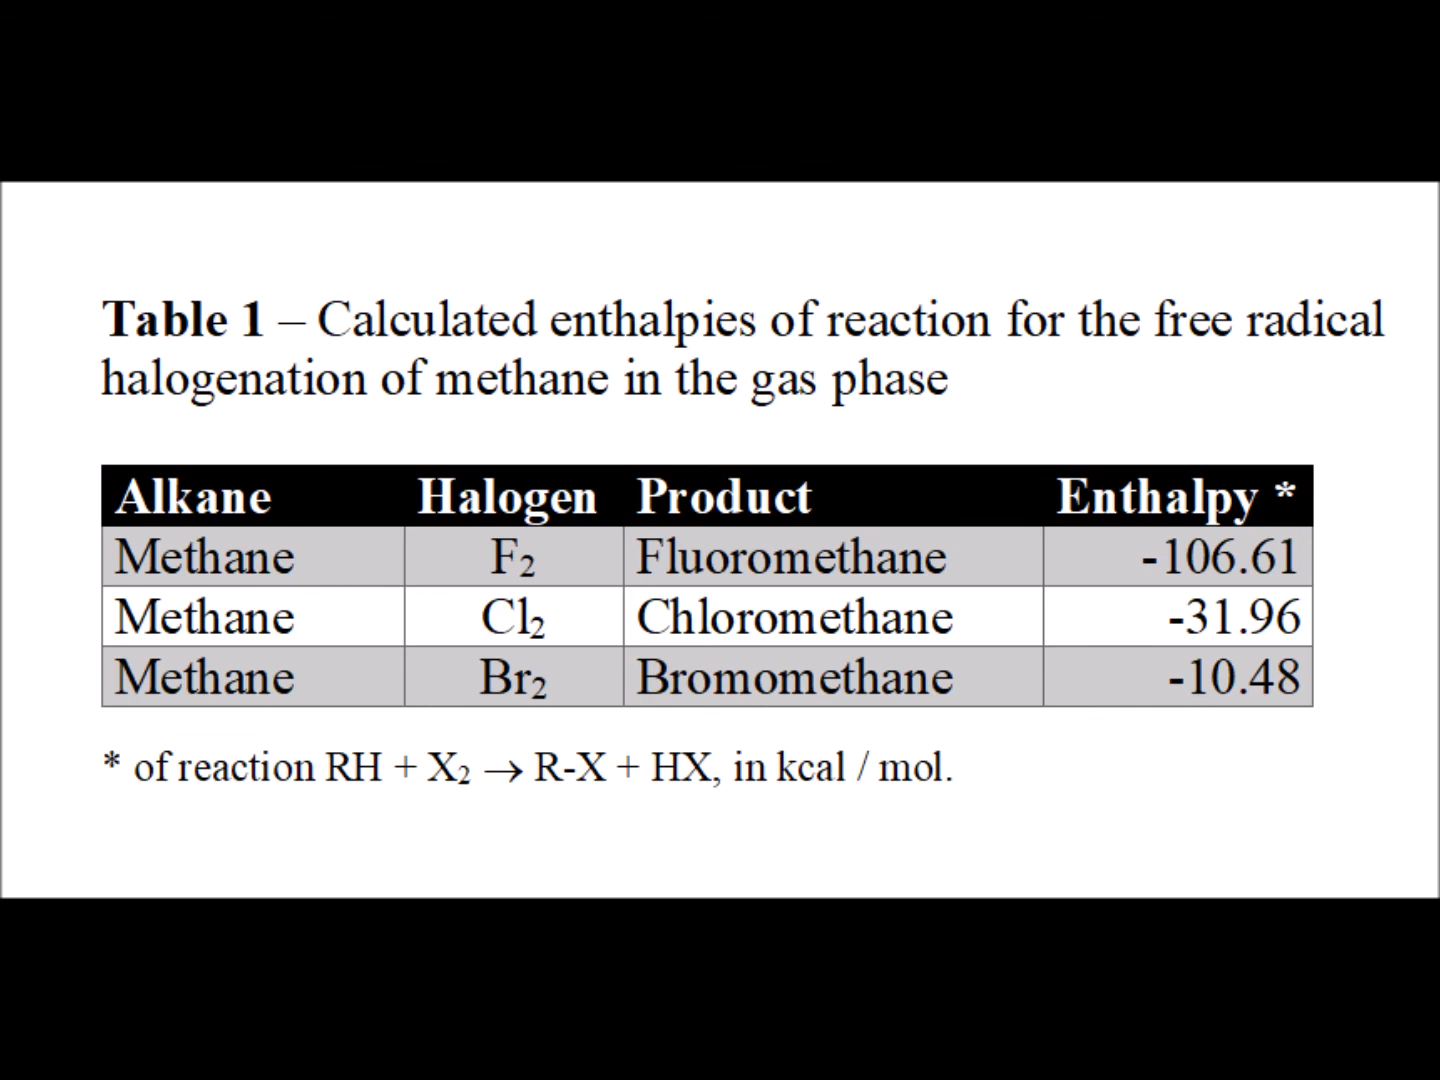 Table 1 – Calculated enthalpies of reaction for the free radical
halogenation of methane in the gas phase
Alkane Halogen Product Enthalpy *
Methane F₂ Fluoromethane -106.61
Methane Cl₂ Chloromethane -31.96
Methane Br₂ Bromomethane -10.48
* of reaction RH + X₂ → R-X + HX, in kcal / mol.